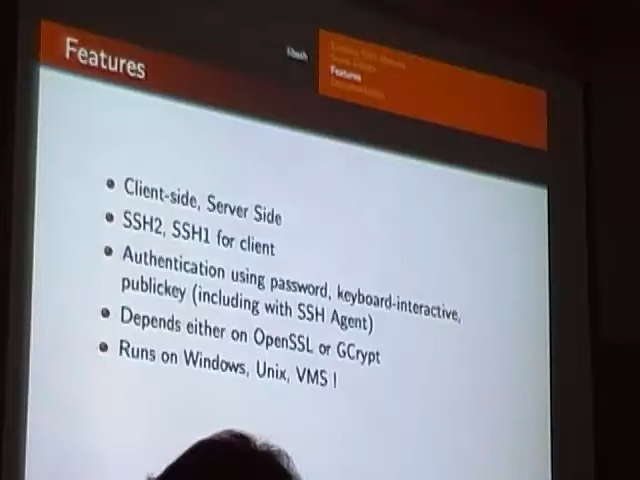 Features
libssh
Features
Client-side, Server Side
SSH2, SSH1 for client
Authentication using password, keyboard-interactive,
publickey (including with SSH Agent)
Depends either on OpenSSL or GCrypt
Runs on Windows, Unix, VMS !